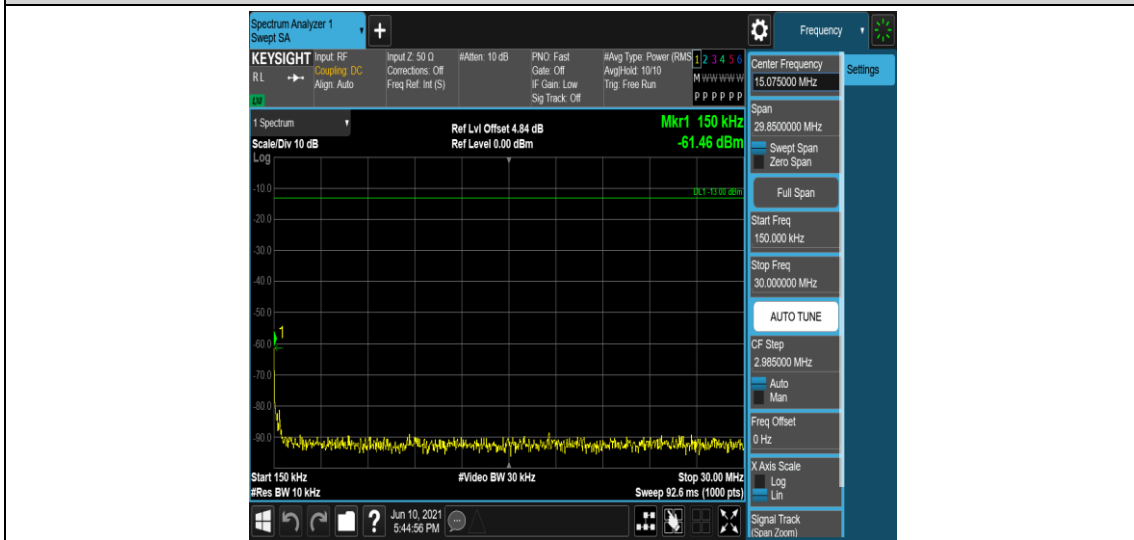 Spectrum Analyzer 1
Swept SA
+
Frequency
KEYSIGHT
RL
LXI
Input: RF
Coupling: DC
Align: Auto
Input Z: 50 Ω
Corrections: Off
Freq Ref: Int (S)
#Atten: 10 dB
PNO: Fast
Gate: Off
IF Gain: Low
Sig Track: Off
#Avg Type: Power (RMS
Avg|Hold: 10/10
Trig: Free Run
1 2 3 4 5 6
M W W W W W
P P P P P P
1 Spectrum
Scale/Div 10 dB
Log
Ref Lvl Offset 4.84 dB
Ref Level 0.00 dBm
Mkr1 150 kHz
-61.46 dBm
DL1 -13.00 dBm
-10.0
-20.0
-30.0
-40.0
-50.0
-60.0
-70.0
-80.0
-90.0
1
Start 150 kHz
#Res BW 10 kHz
#Video BW 30 kHz
Stop 30.00 MHz
Sweep 92.6 ms (1000 pts)
Center Frequency
15.075000 MHz
Settings
Span
29.8500000 MHz
Swept Span
Zero Span
Full Span
Start Freq
150.000 kHz
Stop Freq
30.000000 MHz
AUTO TUNE
CF Step
2.985000 MHz
Auto
Man
Freq Offset
0 Hz
X Axis Scale
Log
Lin
Signal Track
(Span Zoom)
?
Jun 10, 2021
5:44:56 PM